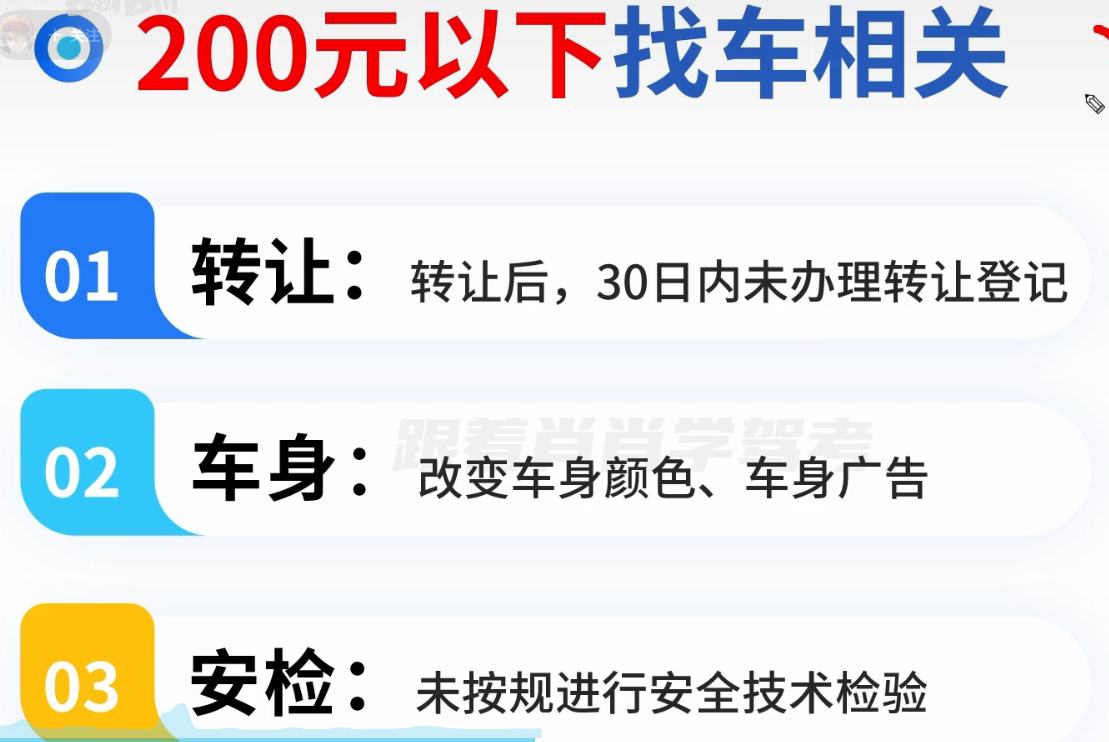 + 关注
200元以下找车相关
01 转让：转让后，30日内未办理转让登记
跟着肖肖学驾考
02 车身：改变车身颜色、车身广告
03 安检：未按规进行安全技术检验